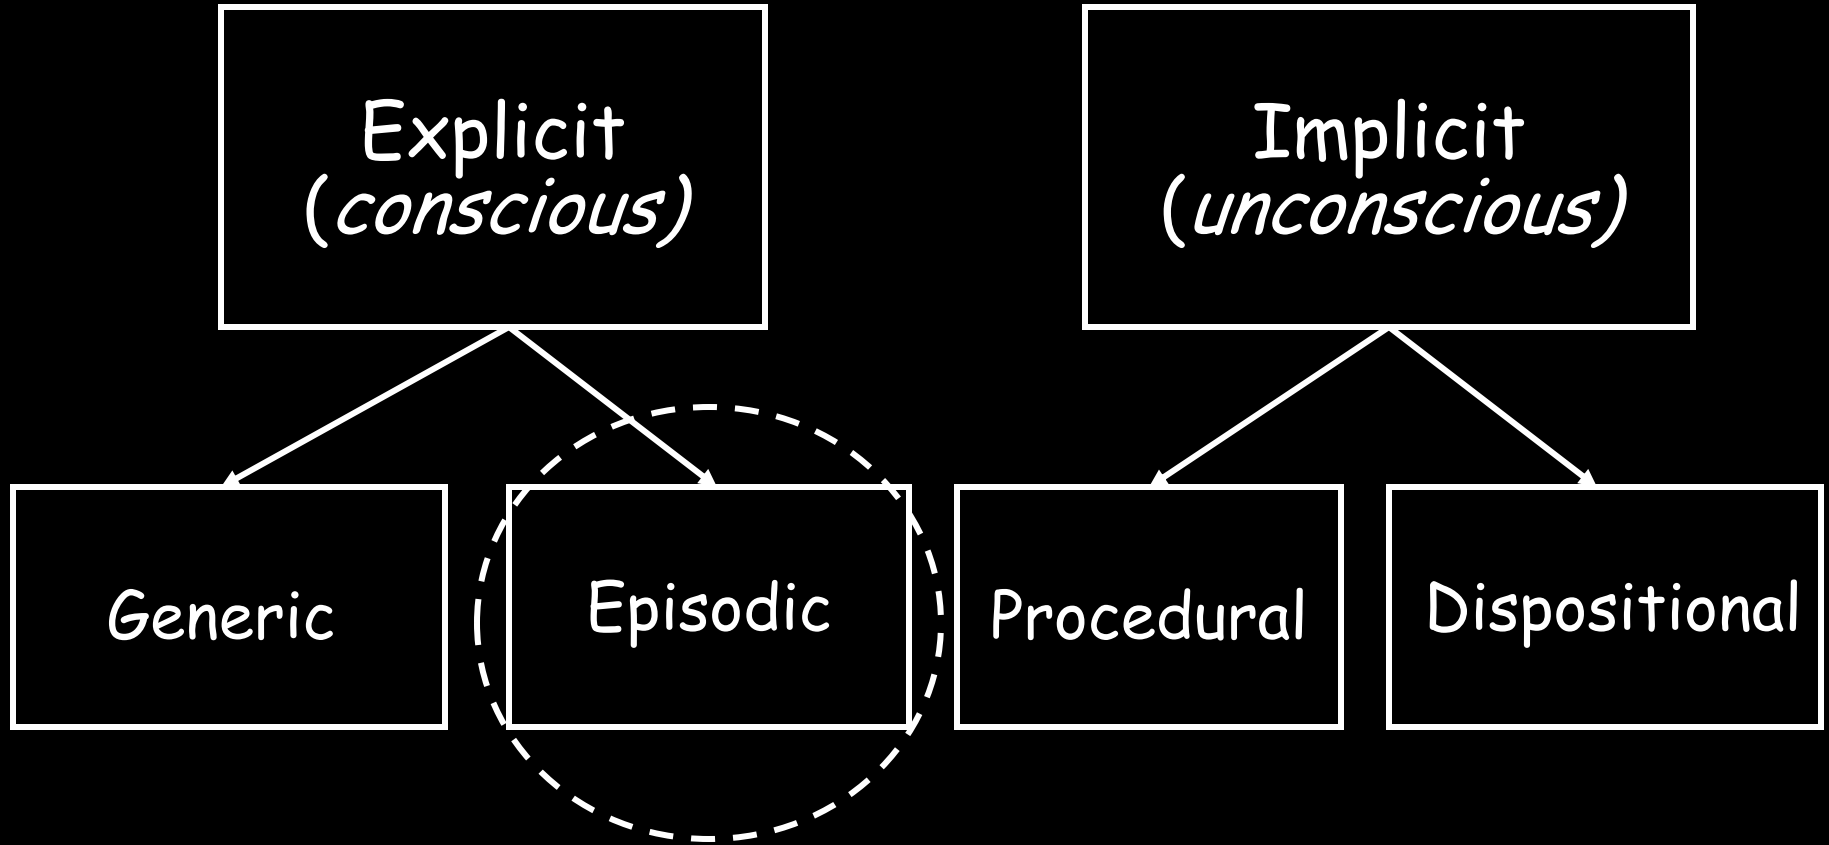 Explicit
(conscious)
Implicit
(unconscious)
Generic
Episodic
Procedural
Dispositional